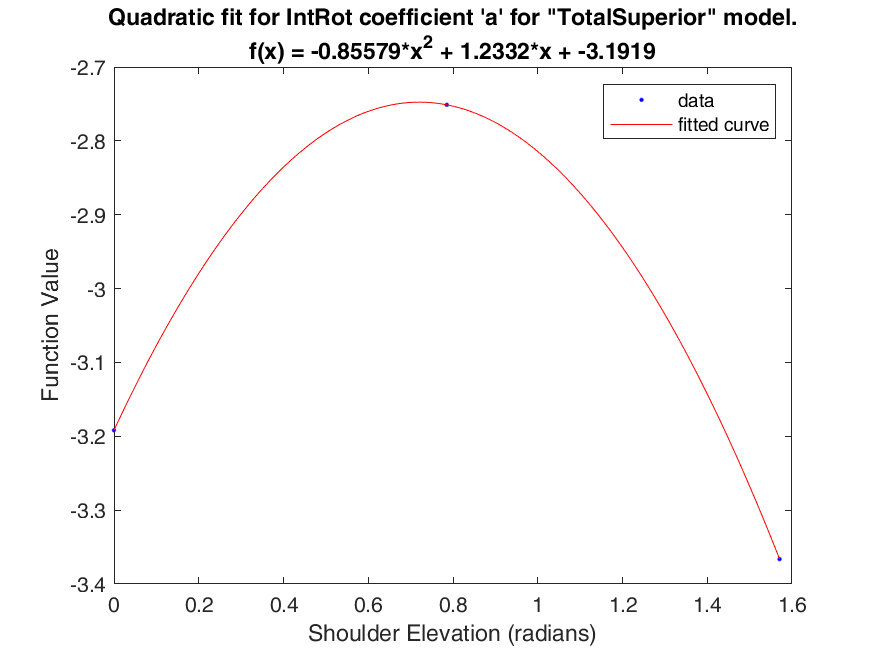 Quadratic fit for IntRot coefficient 'a' for "TotalSuperior" model.
f(x) = -0.85579*x² + 1.2332*x + -3.1919
-2.7
-2.8
-2.9
-3
-3.1
-3.2
-3.3
-3.4
Function Value
data
fitted curve
0 0.2 0.4 0.6 0.8 1 1.2 1.4 1.6
Shoulder Elevation (radians)